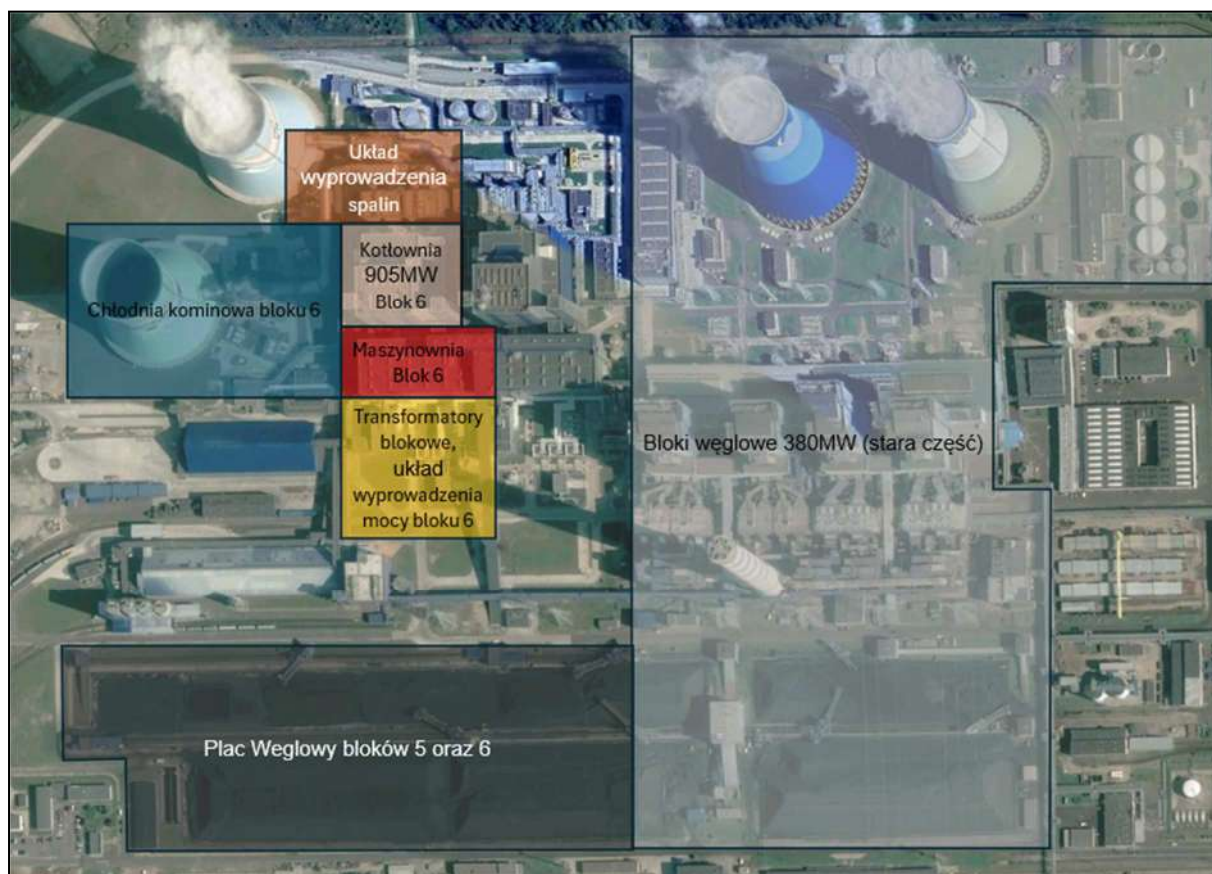 Układ
wyprowadzenia
spalin
Kotłownia
905MW
Blok 6
Chłodnia kominowa bloku 6
Maszynownia
Blok 6
Transformatory
blokowe,
układ
wyprowadzenia
mocy bloku 6
Bloki węglowe 380MW (stara część)
Plac Weglowy bloków 5 oraz 6